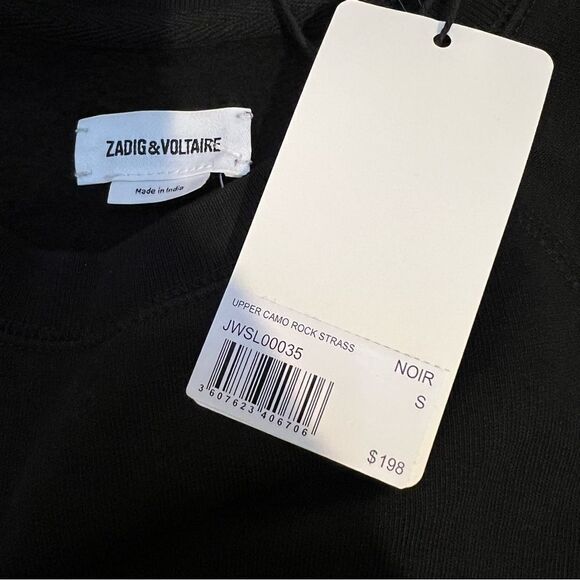 ZADIG&VOLTAIRE
Made in India
UPPER CAMO ROCK STRASS
JWSL00035
NOIR
S
3 607623 406706
$198